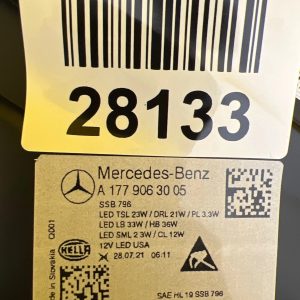 28133
Mercedes-Benz
A 177 906 30 05
SSB 796
LED TSL 23W / DRL 21W / PL 3.3W
LED LB 33W / HB 36W
LED SML 2.3W / CL 12W
12V LED USA
28.07.21 06:11
HELLA
Made in Slovakia Q001
SAE HL 19 SSB 796